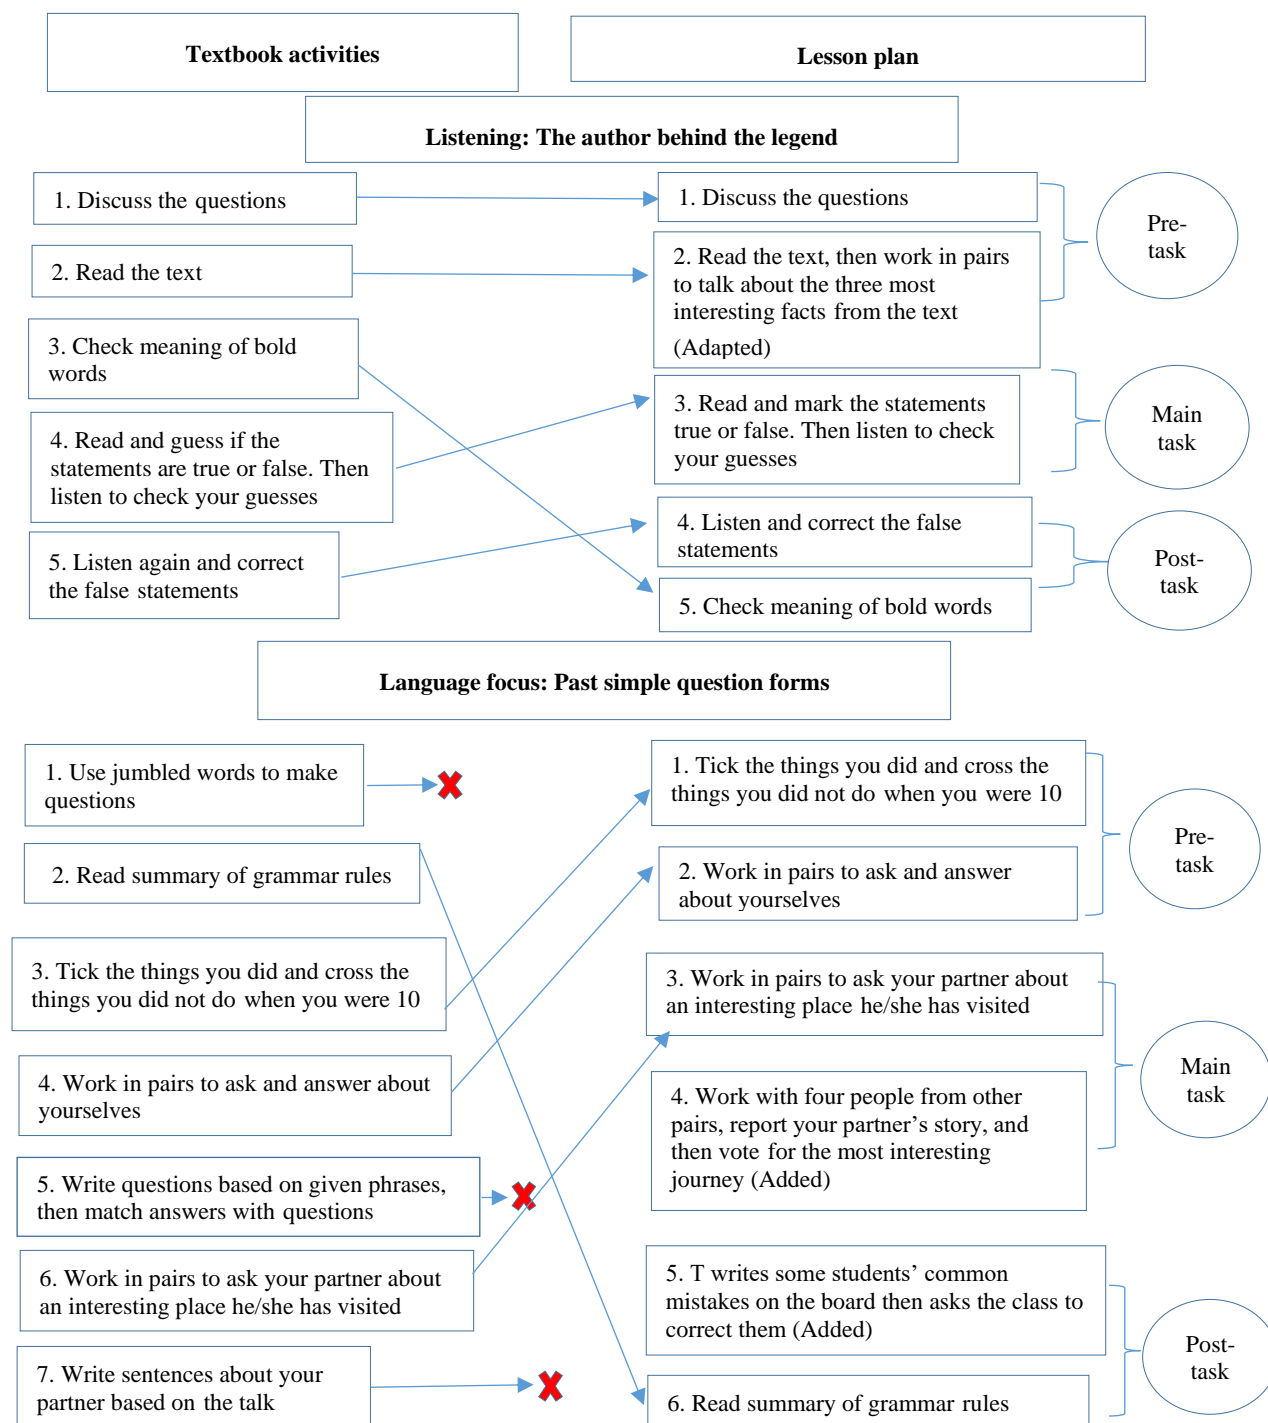 Textbook activities
Lesson plan
Listening: The author behind the legend
1. Discuss the questions
2. Read the text
3. Check meaning of bold
words
4. Read and guess if the
statements are true or false. Then
listen to check your guesses
5. Listen again and correct
the false statements
1. Discuss the questions
2. Read the text, then work in pairs
to talk about the three most
interesting facts from the text
(Adapted)
3. Read and mark the statements
true or false. Then listen to check
your guesses
4. Listen and correct the false
statements
5. Check meaning of bold words
Pre-
task
Main
task
Post-
task
Language focus: Past simple question forms
1. Use jumbled words to make
questions
2. Read summary of grammar rules
3. Tick the things you did and cross the
things you did not do when you were 10
4. Work in pairs to ask and answer about
yourselves
5. Write questions based on given phrases,
then match answers with questions
6. Work in pairs to ask your partner about
an interesting place he/she has visited
7. Write sentences about your
partner based on the talk
1. Tick the things you did and cross the
things you did not do when you were 10
2. Work in pairs to ask and answer
about yourselves
3. Work in pairs to ask your partner about
an interesting place he/she has visited
4. Work with four people from other
pairs, report your partner’s story, and
then vote for the most interesting
journey (Added)
5. T writes some students’ common
mistakes on the board then asks the class to
correct them (Added)
6. Read summary of grammar rules
Pre-
task
Main
task
Post-
task